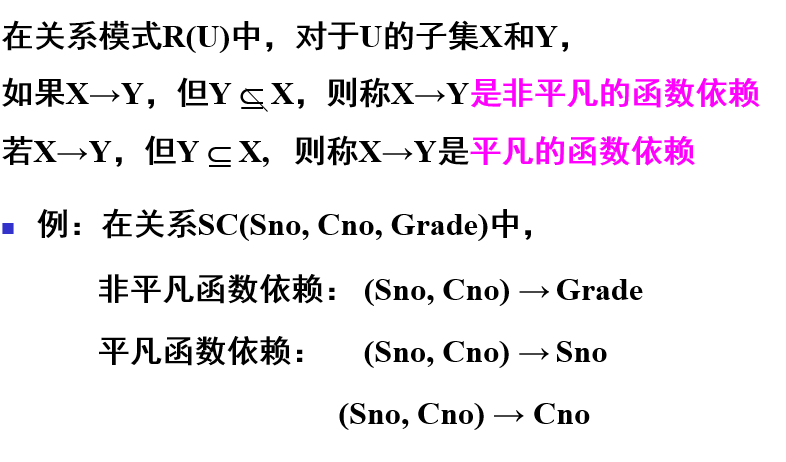 在关系模式R(U)中，对于U的子集X和Y，
如果X→Y，但Y ⊈ X，则称X→Y是非平凡的函数依赖
若X→Y，但Y ⊆ X, 则称X→Y是平凡的函数依赖
■ 例：在关系SC(Sno, Cno, Grade)中，
非平凡函数依赖： (Sno, Cno) → Grade
平凡函数依赖： (Sno, Cno) → Sno
(Sno, Cno) → Cno